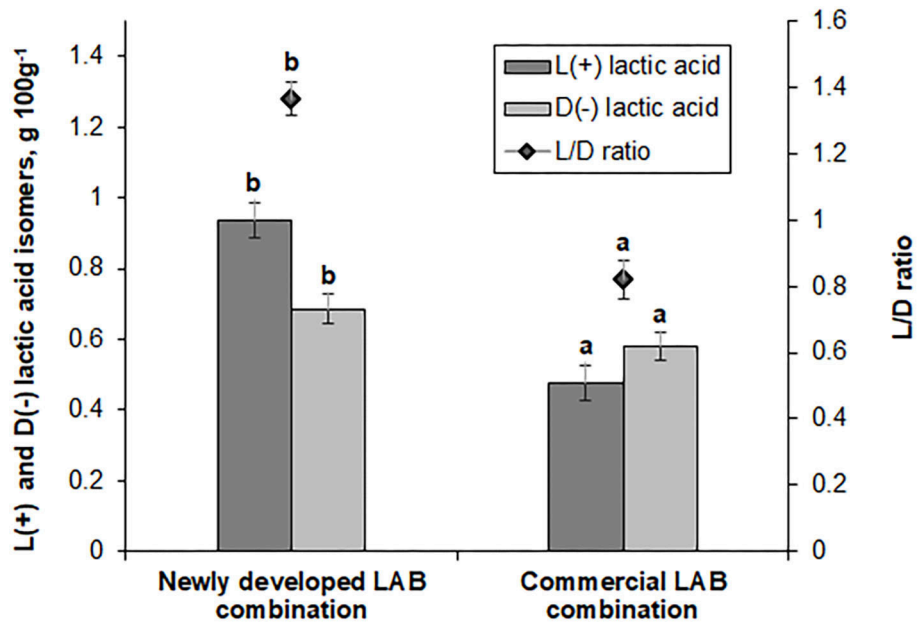 L(+) and D(-) lactic acid isomers, g 100g⁻¹
1.4
1.2
1
0.8
0.6
0.4
0.2
0
b
b
b
a
a
a
L(+) lactic acid
D(-) lactic acid
L/D ratio
1.6
1.4
1.2
1
0.8
0.6
0.4
0.2
0
L/D ratio
Newly developed LAB
combination
Commercial LAB
combination